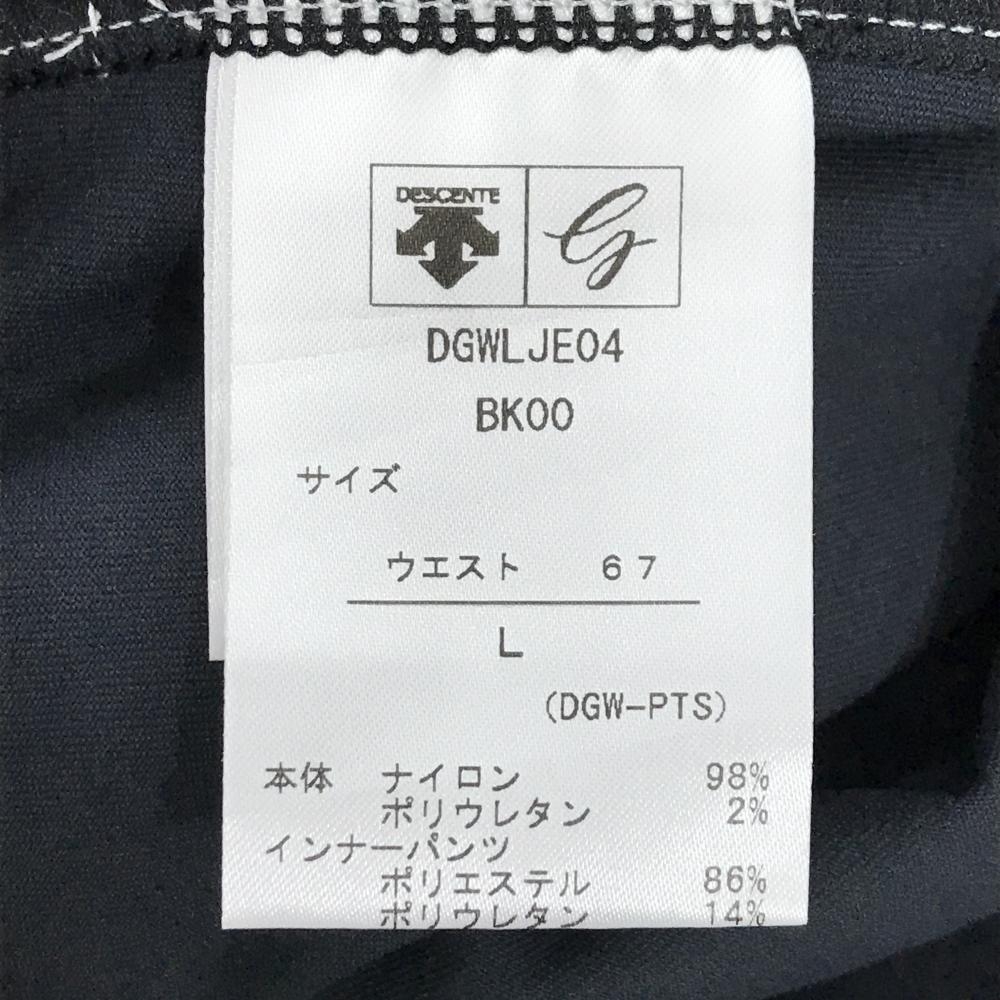 DESCENTE
G
DGWLJE04
BK00
サイズ
ウエスト 67
L
(DGW-PTS)
本体 ナイロン 98%
ポリウレタン 2%
インナーパンツ
ポリエステル 86%
ポリウレタン 14%